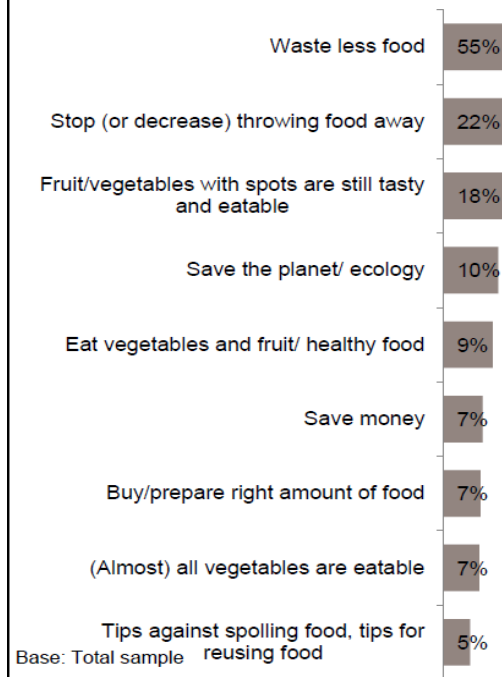 Waste less food 55%
Stop (or decrease) throwing food away 22%
Fruit/vegetables with spots are still tasty
and eatable 18%
Save the planet/ ecology 10%
Eat vegetables and fruit/ healthy food 9%
Save money 7%
Buy/prepare right amount of food 7%
(Almost) all vegetables are eatable 7%
Tips against spolling food, tips for
reusing food 5%
Base: Total sample